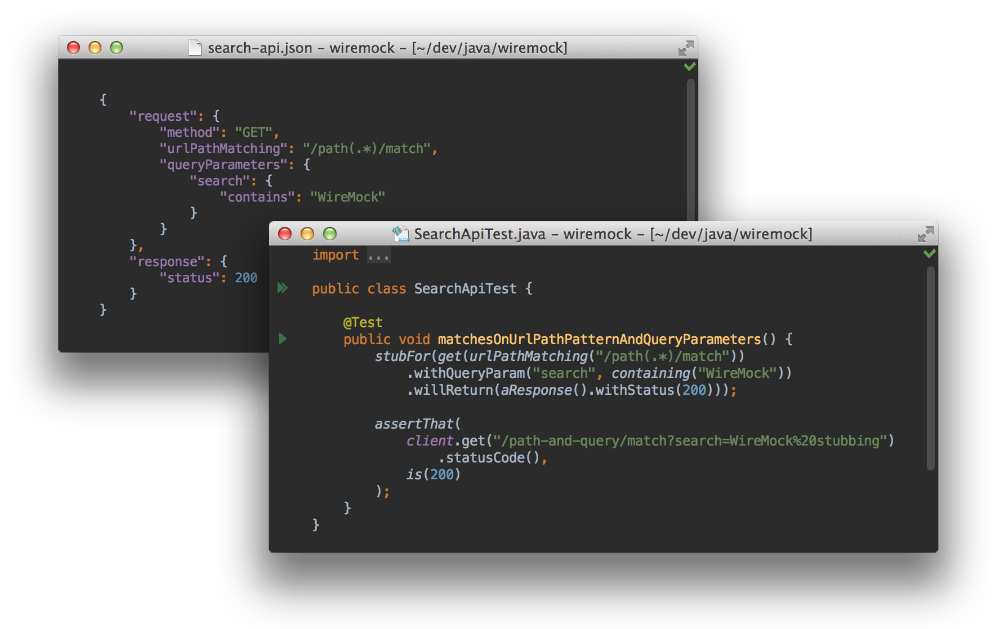 search-api.json – wiremock – [~/dev/java/wiremock]
{
    "request": {
        "method": "GET",
        "urlPathMatching": "/path(.*)/match",
        "queryParameters": {
            "search": {
                "contains": "WireMock"
            }
        }
    },
    "response": {
        "status": 200
    }
}
SearchApiTest.java – wiremock – [~/dev/java/wiremock]
import ...
public class SearchApiTest {
    @Test
    public void matchesOnUrlPathPatternAndQueryParameters() {
        stubFor(get(urlPathMatching("/path(.*)/match"))
            .withQueryParam("search", containing("WireMock"))
            .willReturn(aResponse().withStatus(200)));
        assertThat(
            client.get("/path-and-query/match?search=WireMock%20stubbing")
                .statusCode(),
            is(200)
        );
    }
}